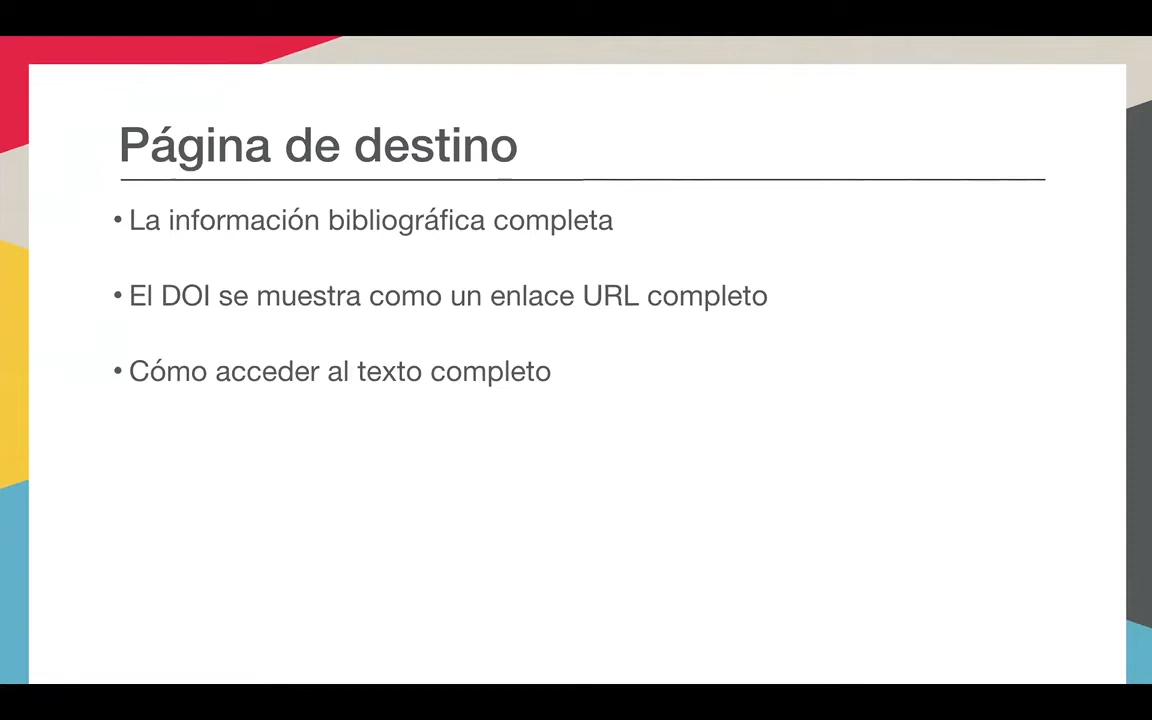 Página de destino
• La información bibliográfica completa
• El DOI se muestra como un enlace URL completo
• Cómo acceder al texto completo